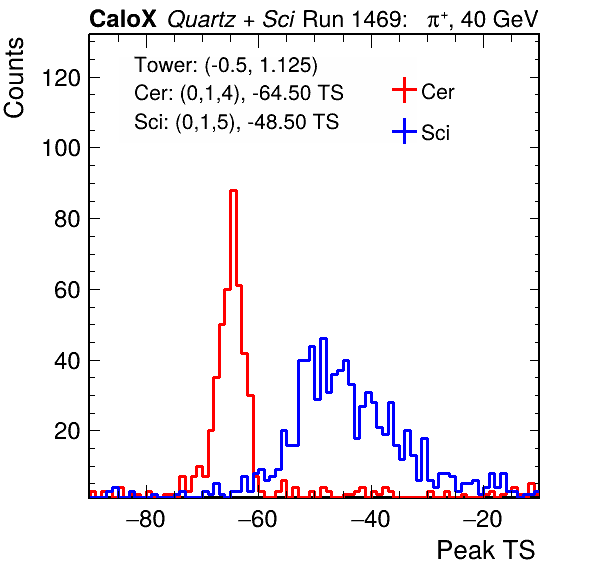 CaloX Quartz + Sci Run 1469: π⁺, 40 GeV
Counts
Tower: (-0.5, 1.125)
Cer: (0,1,4), -64.50 TS
Sci: (0,1,5), -48.50 TS
Cer
Sci
120
100
80
60
40
20
−80 −60 −40 −20
Peak TS